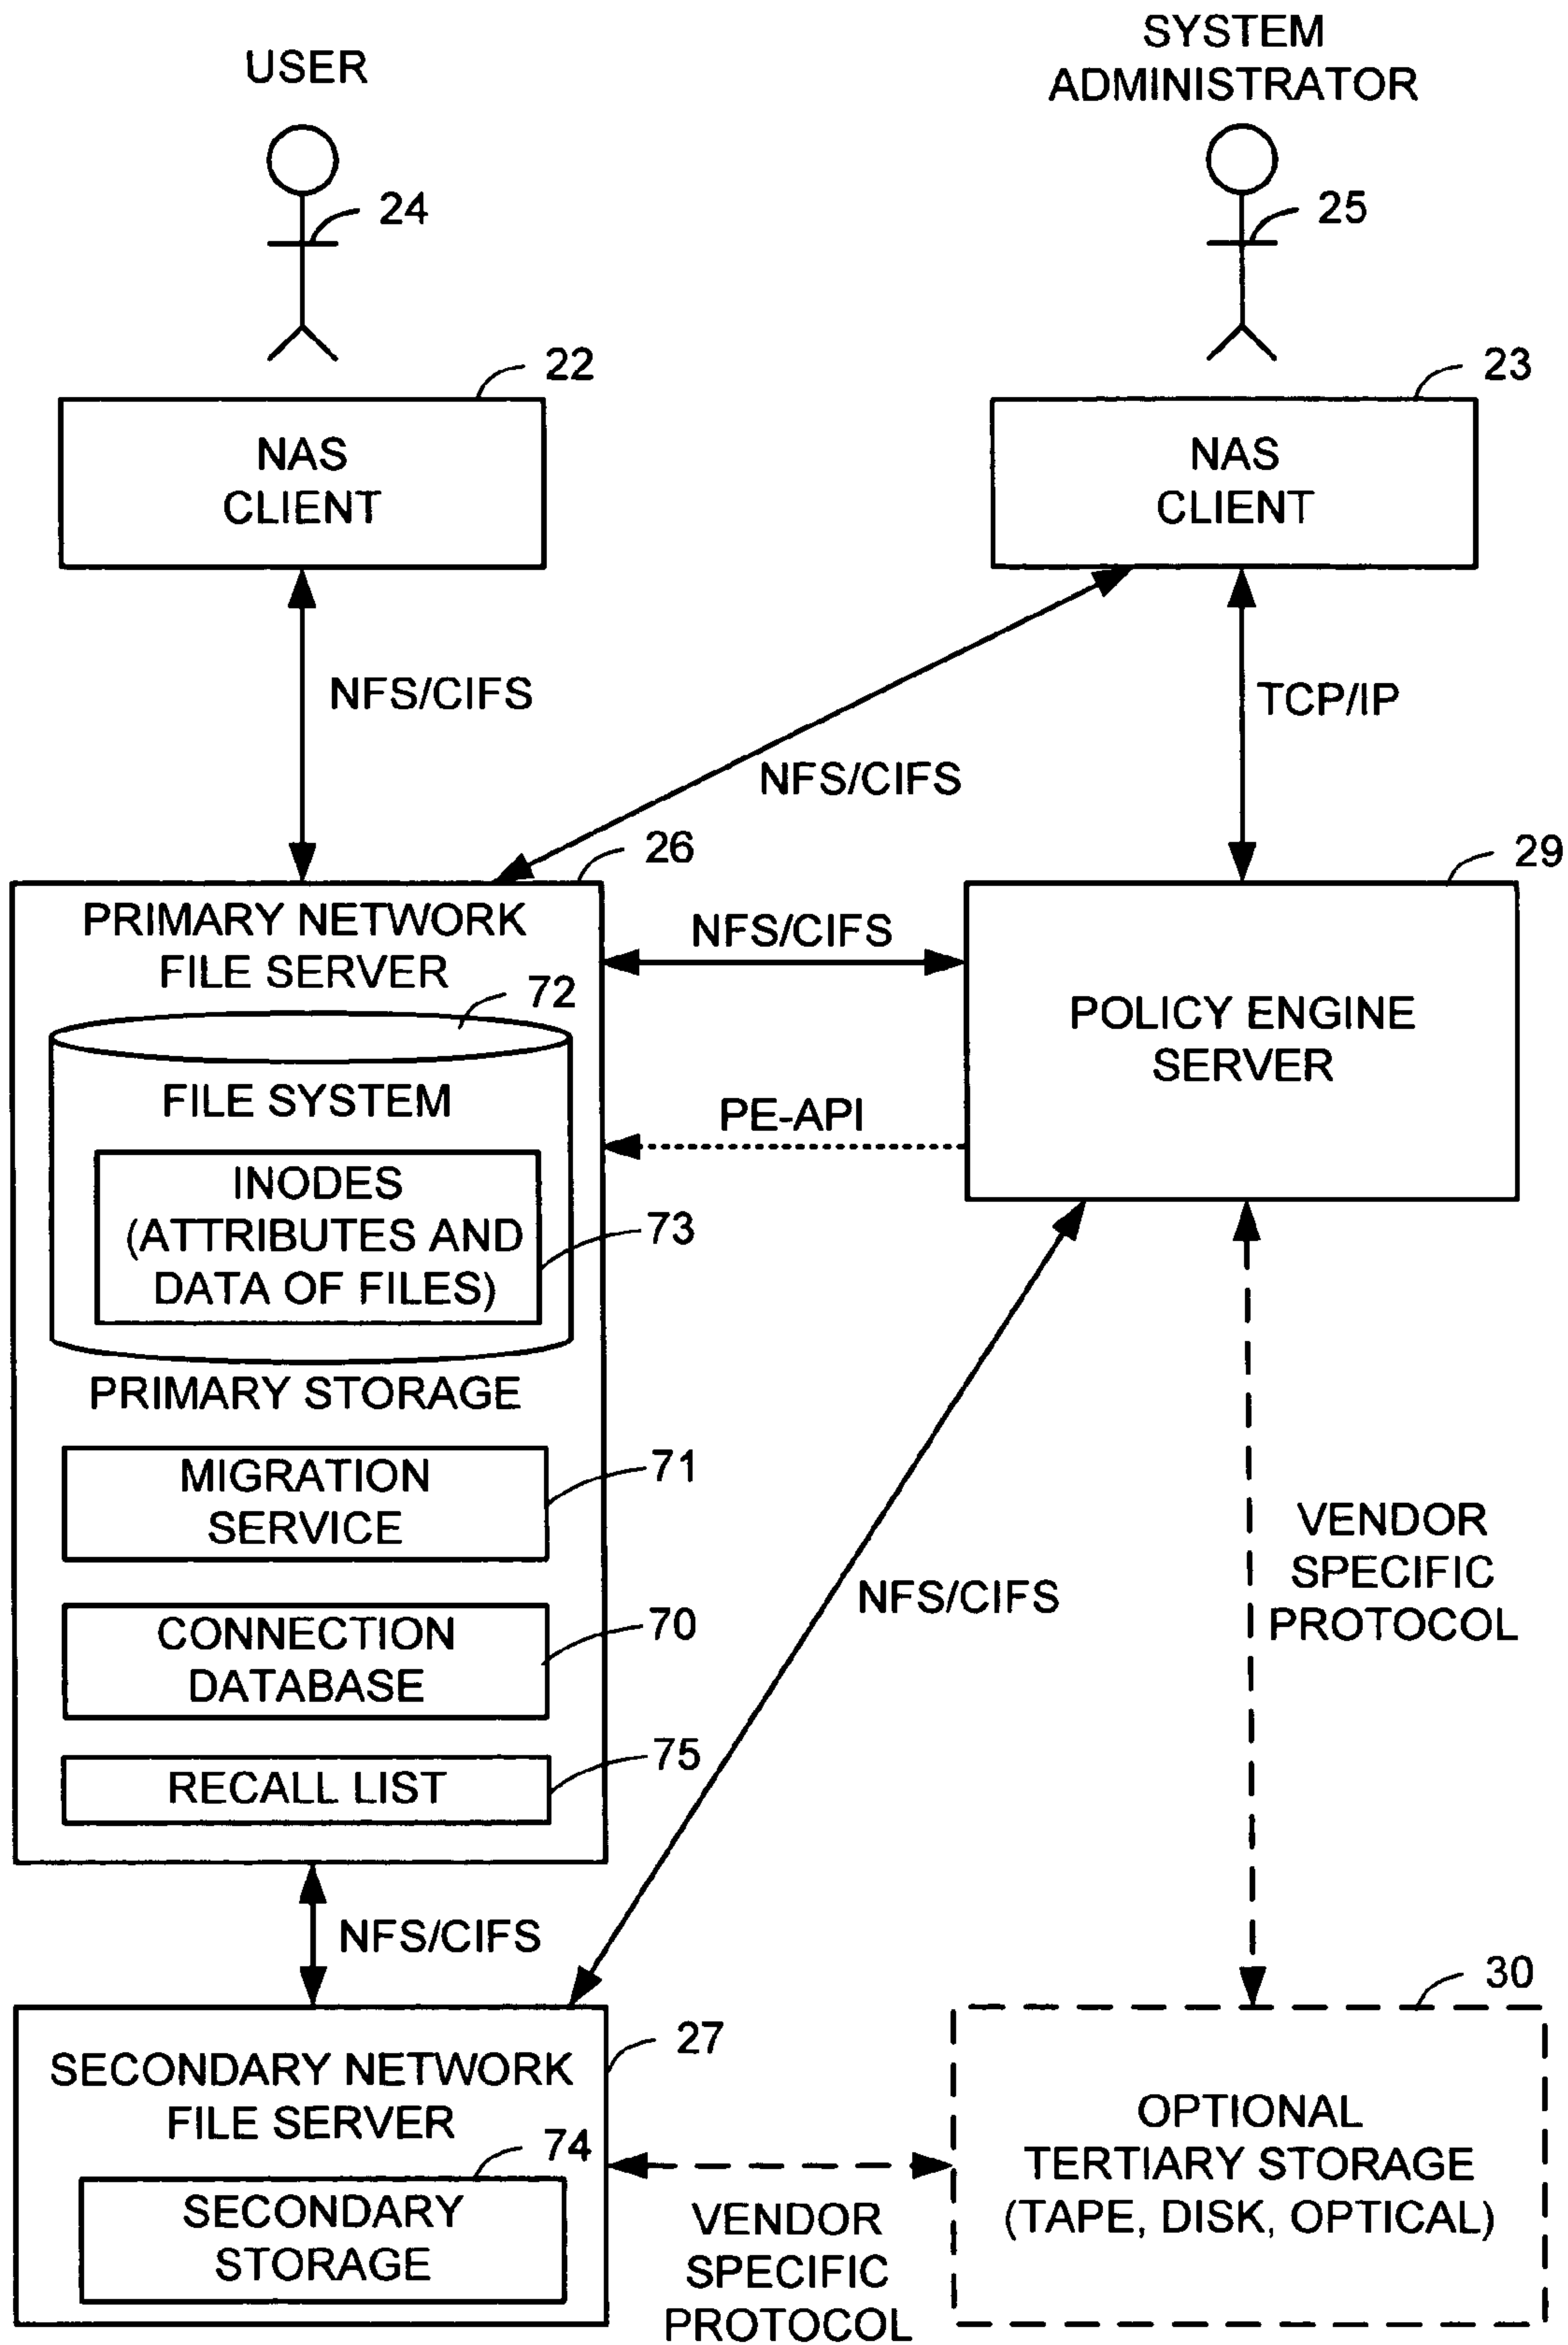 USER
SYSTEM
ADMINISTRATOR
24
25
22
23
NAS
CLIENT
NAS
CLIENT
NFS/CIFS
TCP/IP
NFS/CIFS
26
29
PRIMARY NETWORK
FILE SERVER
72
FILE SYSTEM
INODES
(ATTRIBUTES AND
DATA OF FILES)
73
PRIMARY STORAGE
MIGRATION
SERVICE
71
CONNECTION
DATABASE
70
RECALL LIST
75
NFS/CIFS
PE-API
POLICY ENGINE
SERVER
NFS/CIFS
VENDOR
SPECIFIC
PROTOCOL
NFS/CIFS
27
30
SECONDARY NETWORK
FILE SERVER
74
SECONDARY
STORAGE
VENDOR
SPECIFIC
PROTOCOL
OPTIONAL
TERTIARY STORAGE
(TAPE, DISK, OPTICAL)